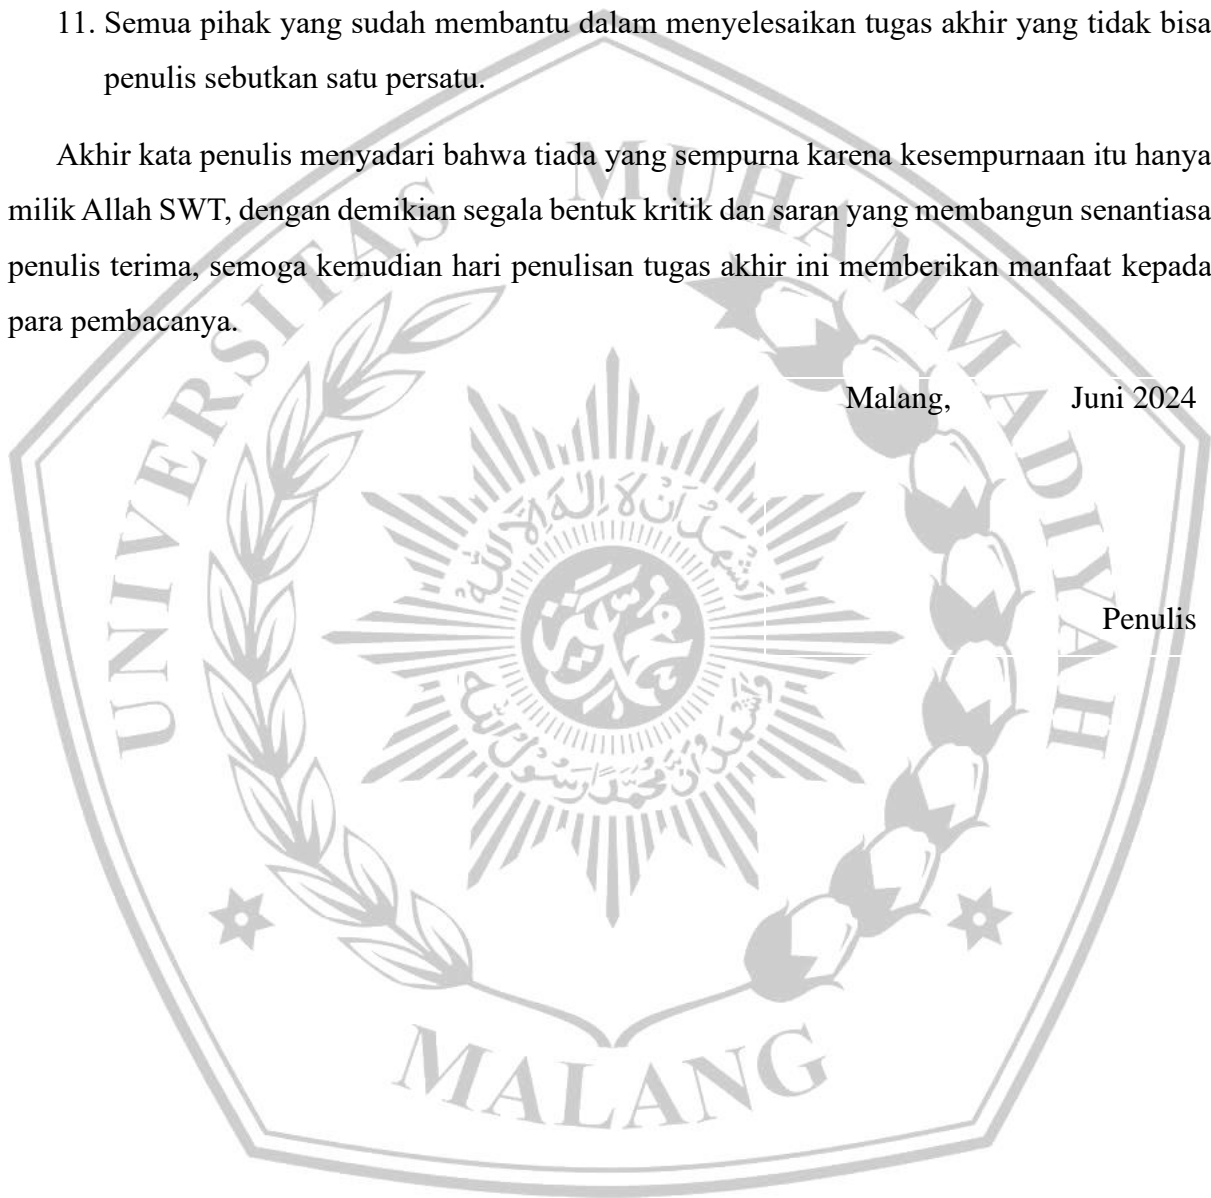 11. Semua pihak yang sudah membantu dalam menyelesaikan tugas akhir yang tidak bisa
penulis sebutkan satu persatu.
Akhir kata penulis menyadari bahwa tiada yang sempurna karena kesempurnaan itu hanya
milik Allah SWT, dengan demikian segala bentuk kritik dan saran yang membangun senantiasa
penulis terima, semoga kemudian hari penulisan tugas akhir ini memberikan manfaat kepada
para pembacanya.
Malang, Juni 2024
Penulis
UNIVERSITAS MUHAMMADIYAH
MALANG